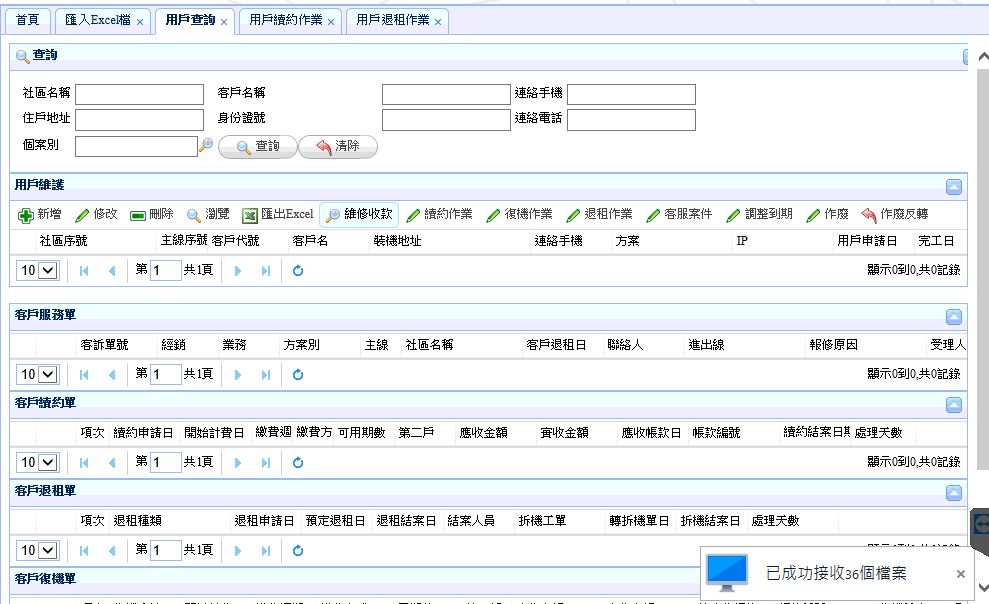 首頁 匯入Excel檔 × 用戶查詢 × 用戶續約作業 × 用戶退租作業 ×
查詢
社區名稱 客戶名稱 連絡手機
住戶地址 身份證號 連絡電話
個案別 查詢 清除
用戶維護
新增 修改 刪除 瀏覽 匯出Excel 維修收款 續約作業 復機作業 退租作業 客服案件 調整到期 作廢 作廢反轉
社區序號 主線序號 客戶代號 客戶名 裝機地址 連絡手機 方案 IP 用戶申請日 完工日
10 第 1 共1頁 顯示0到0,共0記錄
客戶服務單
客訴單號 經銷 業務 方案別 主線 社區名稱 客戶退租日 聯絡人 進出線 報修原因 受理人
10 第 1 共1頁 顯示0到0,共0記錄
客戶續約單
項次 續約申請日 開始計費日 繳費週 繳費方 可用期數 第二戶 應收金額 實收金額 應收帳款日 帳款編號 續約結案日期 處理天數
10 第 1 共1頁 顯示0到0,共0記錄
客戶退租單
項次 退租種類 退租申請日 預定退租日 退租結案日 結案人員 拆機工單 轉拆機單日 拆機結案日 處理天數
10 第 1 共1頁
已成功接收36個檔案 ×
客戶復機單